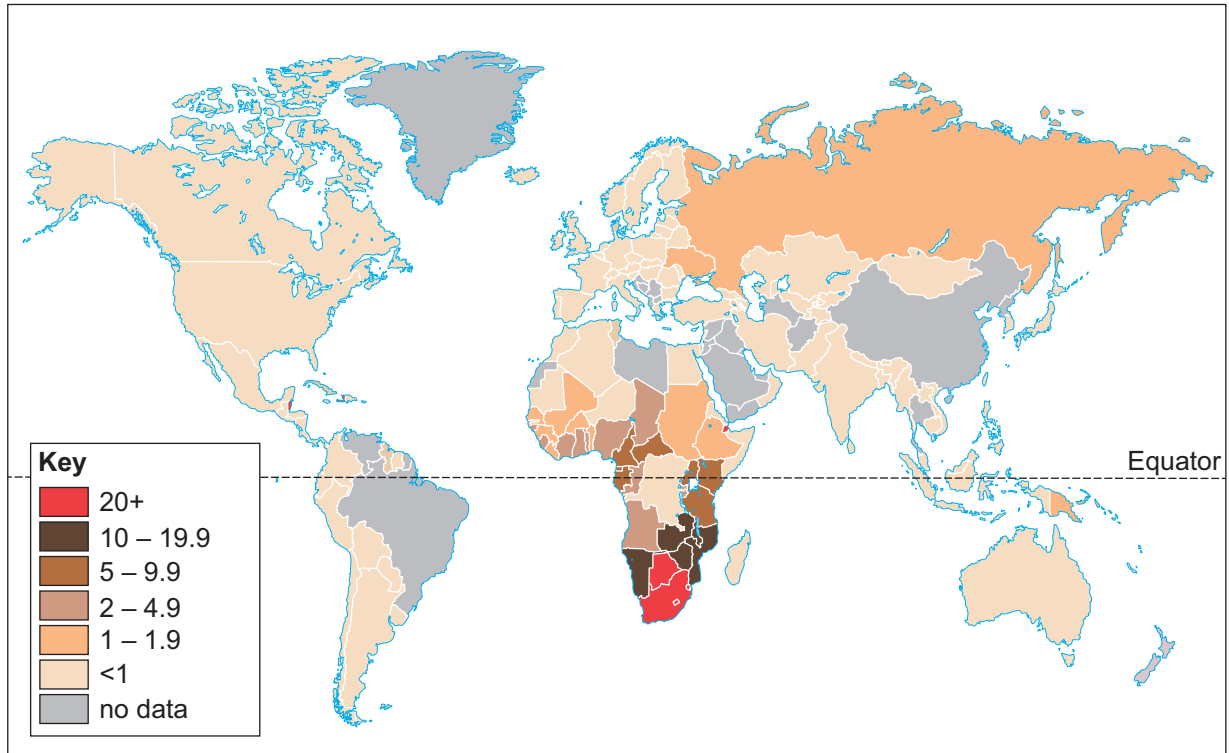 Equator
Key
20+
10 – 19.9
5 – 9.9
2 – 4.9
1 – 1.9
<1
no data